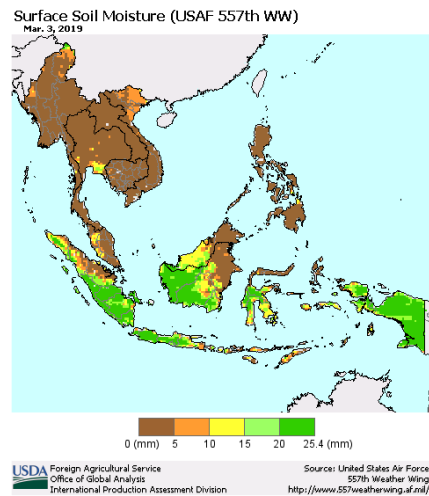 Surface Soil Moisture (USAF 557th WW)
Mar. 3, 2019
0 (mm) 5 10 15 20 25.4 (mm)
USDA Foreign Agricultural Service
Office of Global Analysis
International Production Assessment Division
Source: United States Air Force
557th Weather Wing
http://www.557weatherwing.af.mil/